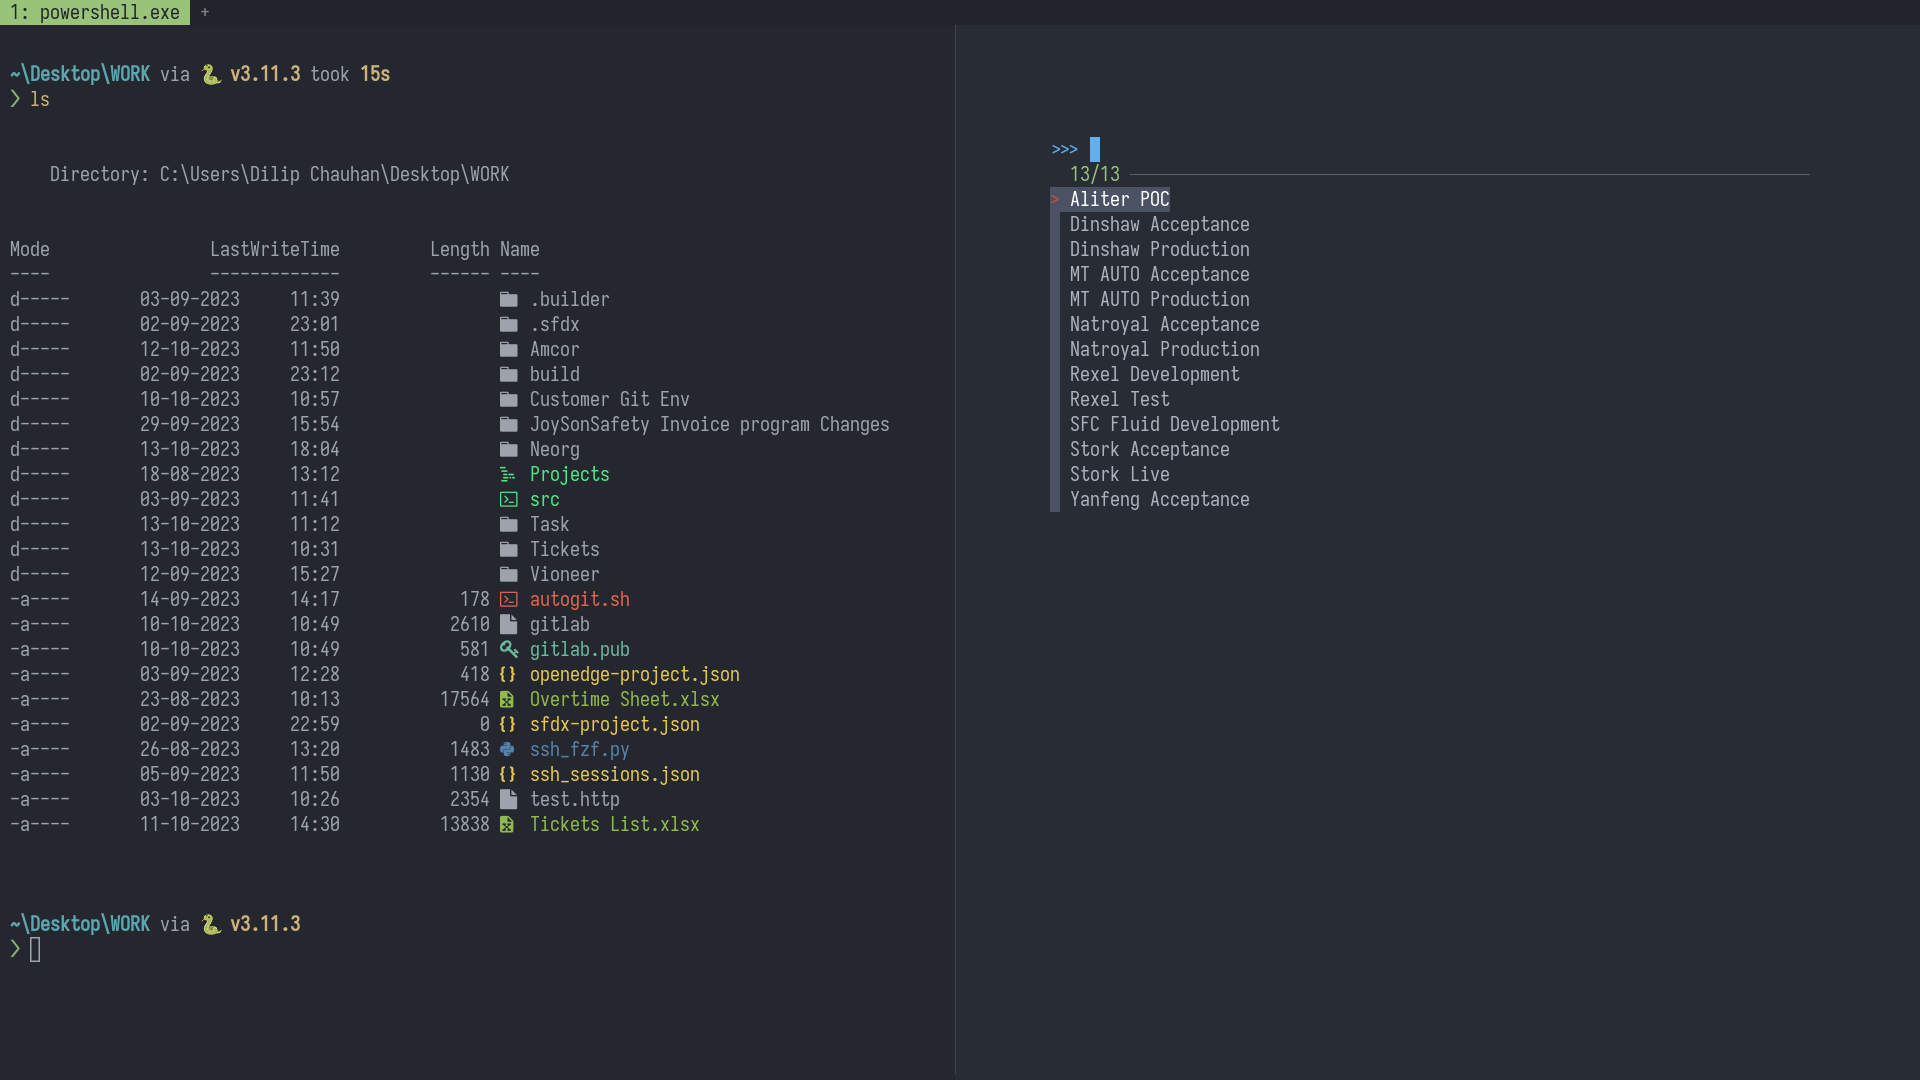 1: powershell.exe +
~\Desktop\WORK via v3.11.3 took 15s
❯ ls
Directory: C:\Users\Dilip Chauhan\Desktop\WORK
Mode LastWriteTime Length Name
---- ------------- ------ ----
d----- 03-09-2023 11:39 .builder
d----- 02-09-2023 23:01 .sfdx
d----- 12-10-2023 11:50 Amcor
d----- 02-09-2023 23:12 build
d----- 10-10-2023 10:57 Customer Git Env
d----- 29-09-2023 15:54 JoySonSafety Invoice program Changes
d----- 13-10-2023 18:04 Neorg
d----- 18-08-2023 13:12 Projects
d----- 03-09-2023 11:41 src
d----- 13-10-2023 11:12 Task
d----- 13-10-2023 10:31 Tickets
d----- 12-09-2023 15:27 Vioneer
-a---- 14-09-2023 14:17 178 autogit.sh
-a---- 10-10-2023 10:49 2610 gitlab
-a---- 10-10-2023 10:49 581 gitlab.pub
-a---- 03-09-2023 12:28 418 openedge-project.json
-a---- 23-08-2023 10:13 17564 Overtime Sheet.xlsx
-a---- 02-09-2023 22:59 0 sfdx-project.json
-a---- 26-08-2023 13:20 1483 ssh_fzf.py
-a---- 05-09-2023 11:50 1130 ssh_sessions.json
-a---- 03-10-2023 10:26 2354 test.http
-a---- 11-10-2023 14:30 13838 Tickets List.xlsx
~\Desktop\WORK via v3.11.3
❯
>>>
13/13
> Aliter POC
Dinshaw Acceptance
Dinshaw Production
MT AUTO Acceptance
MT AUTO Production
Natroyal Acceptance
Natroyal Production
Rexel Development
Rexel Test
SFC Fluid Development
Stork Acceptance
Stork Live
Yanfeng Acceptance